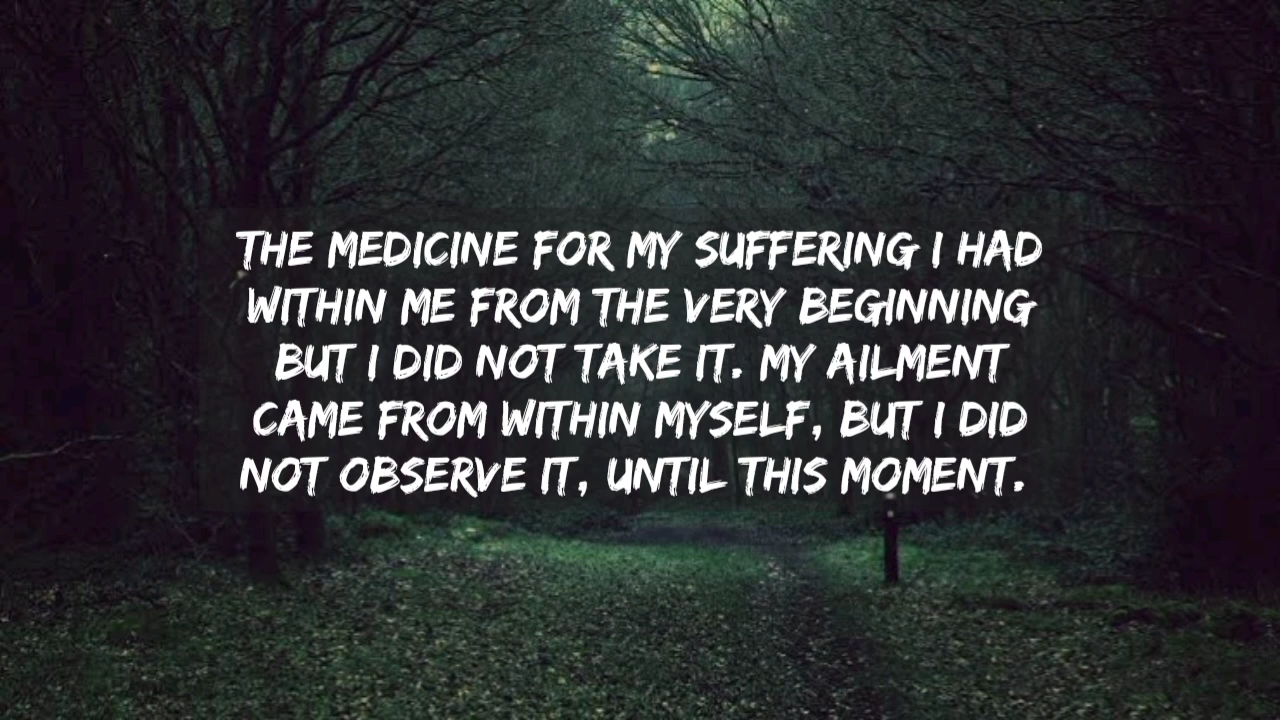 THE MEDICINE FOR MY SUFFERING I HAD
WITHIN ME FROM THE VERY BEGINNING
BUT I DID NOT TAKE IT. MY AILMENT
CAME FROM WITHIN MYSELF, BUT I DID
NOT OBSERVE IT, UNTIL THIS MOMENT.